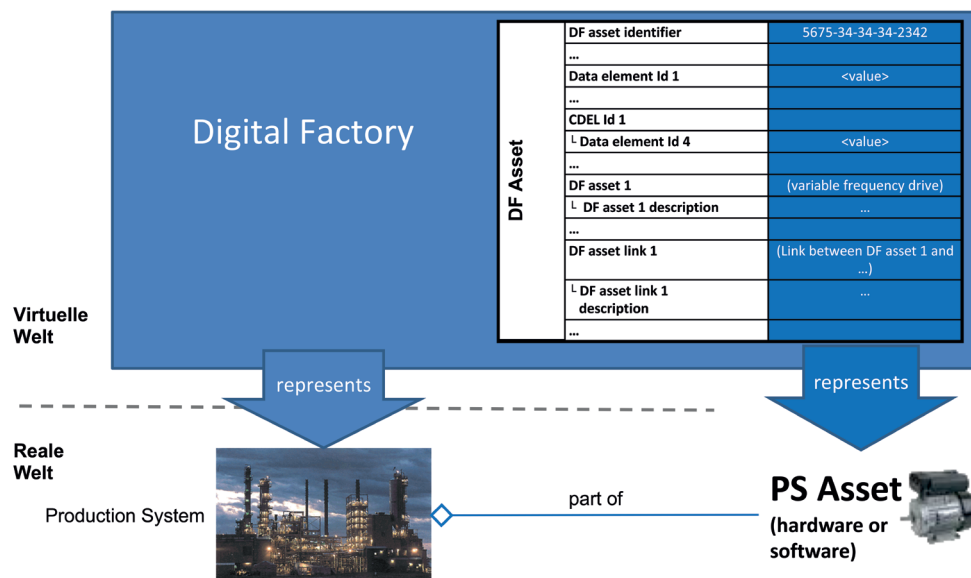 Digital Factory
DF Asset
DF asset identifier 5675-34-34-34-2342
...
Data element Id 1 <value>
...
CDEL Id 1
└ Data element Id 4 <value>
...
DF asset 1 (variable frequency drive)
└ DF asset 1 description ...
...
DF asset link 1 (Link between DF asset 1 and
...)
└ DF asset link 1 ...
description
...
Virtuelle
Welt
represents
represents
Reale
Welt
Production System
part of
PS Asset
(hardware or
software)